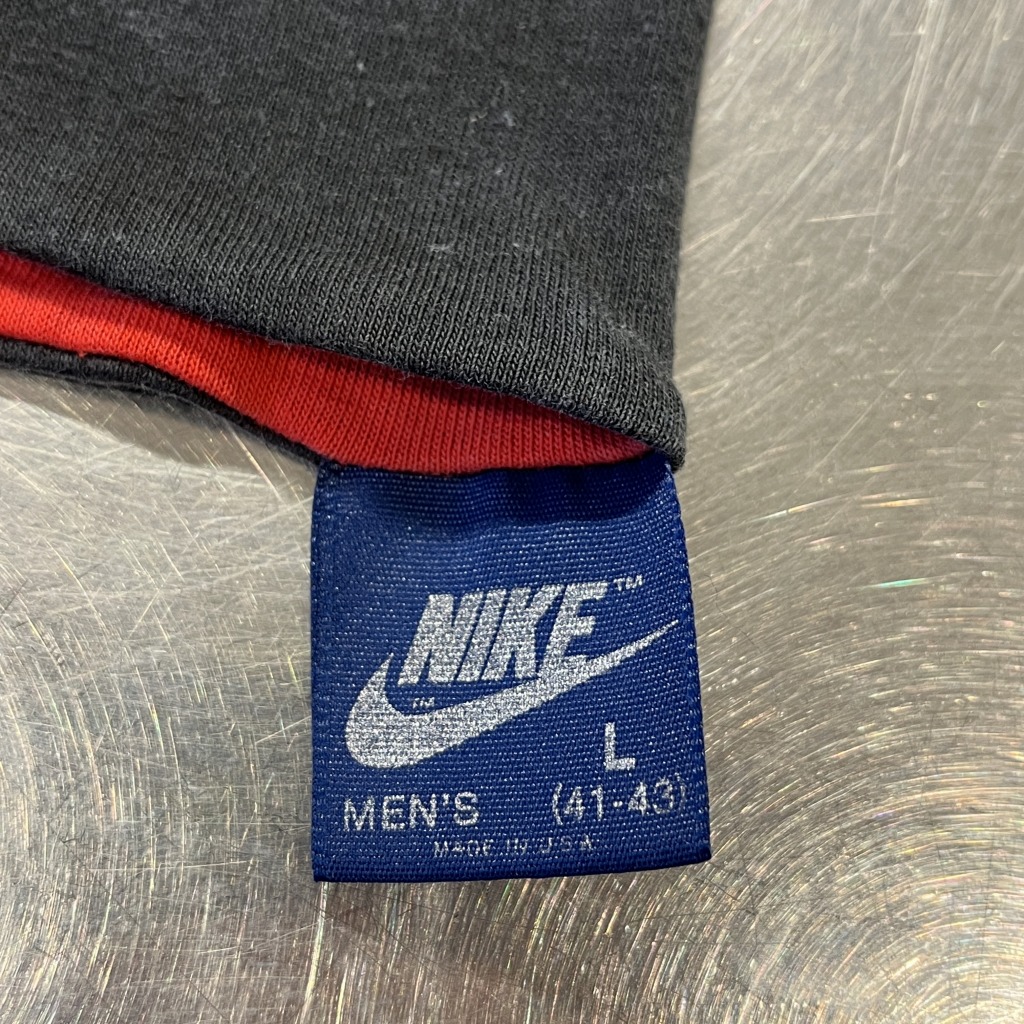 NIKE™
™
L
MEN'S (41-43)
MADE IN U.S.A.